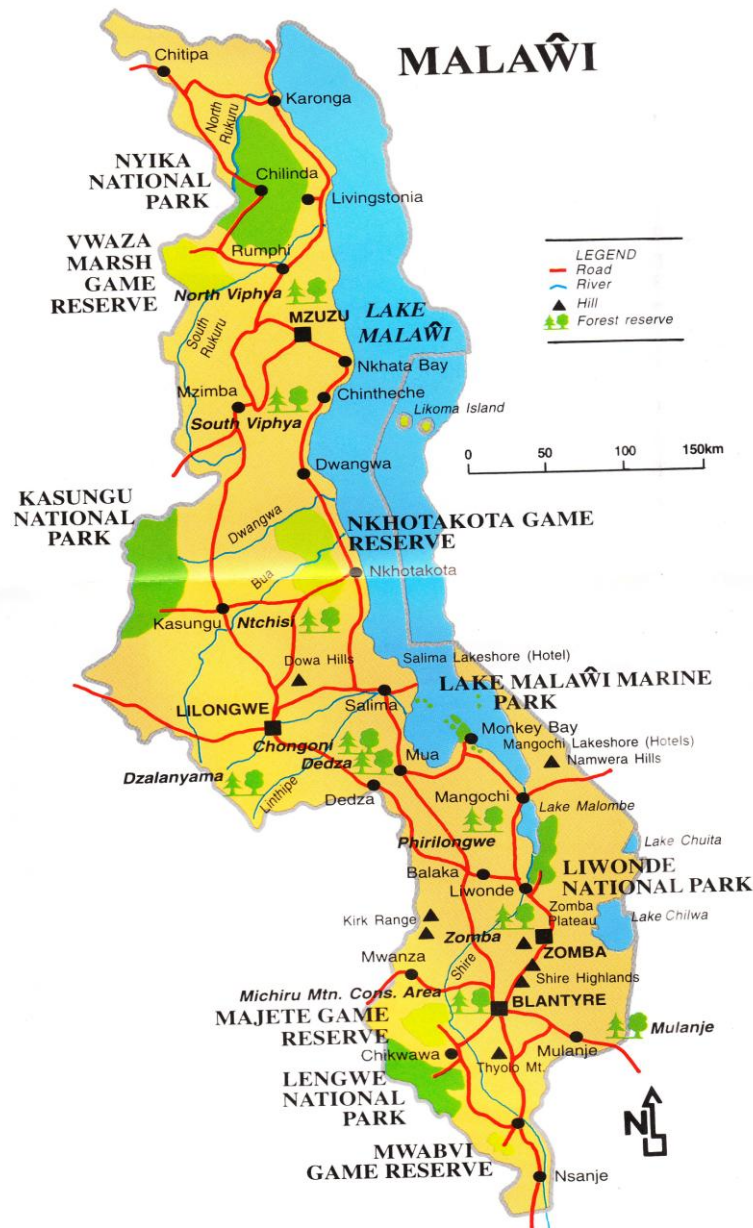 MALAŴI
Chitipa
Karonga
North
Rukuru
NYIKA
NATIONAL
PARK
Chilinda
Livingstonia
VWAZA
MARSH
GAME
RESERVE
Rumphi
North Viphya
LEGEND
Road
River
Hill
Forest reserve
MZUZU
LAKE
MALAŴI
South
Rukuru
Nkhata Bay
Mzimba
Chintheche
South Viphya
Likoma Island
0 50 100 150km
Dwangwa
KASUNGU
NATIONAL
PARK
Dwangwa
NKHOTAKOTA GAME
RESERVE
Bua
Nkhotakota
Kasungu
Ntchisi
Dowa Hills
Salima Lakeshore (Hotel)
LAKE MALAŴI MARINE
PARK
Salima
LILONGWE
Monkey Bay
Chongoni
Mangochi Lakeshore (Hotels)
Dedza
Mua
Namwera Hills
Dzalanyama
Linthipe
Dedza
Mangochi
Lake Malombe
Phirilongwe
Lake Chuita
Balaka
LIWONDE
NATIONAL PARK
Liwonde
Zomba
Plateau
Kirk Range
Lake Chilwa
Zomba
ZOMBA
Shire
Mwanza
Shire Highlands
Michiru Mtn. Cons. Area
BLANTYRE
MAJETE GAME
RESERVE
Mulanje
Chikwawa
Mulanje
Thyolo Mt.
LENGWE
NATIONAL
PARK
N
MWABVI
GAME RESERVE
Nsanje